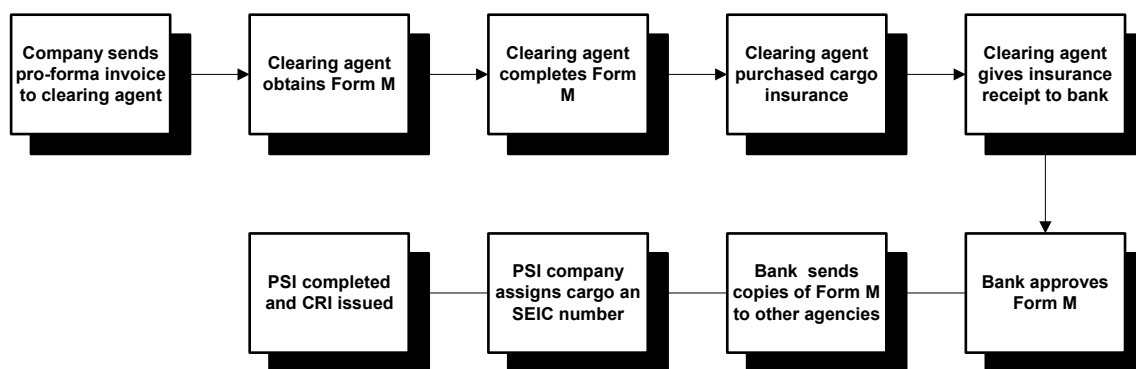 Company sends
pro-forma invoice
to clearing agent
Clearing agent
obtains Form M
Clearing agent
completes Form
M
Clearing agent
purchased cargo
insurance
Clearing agent
gives insurance
receipt to bank
Bank approves
Form M
Bank sends
copies of Form M
to other agencies
PSI company
assigns cargo an
SEIC number
PSI completed
and CRI issued